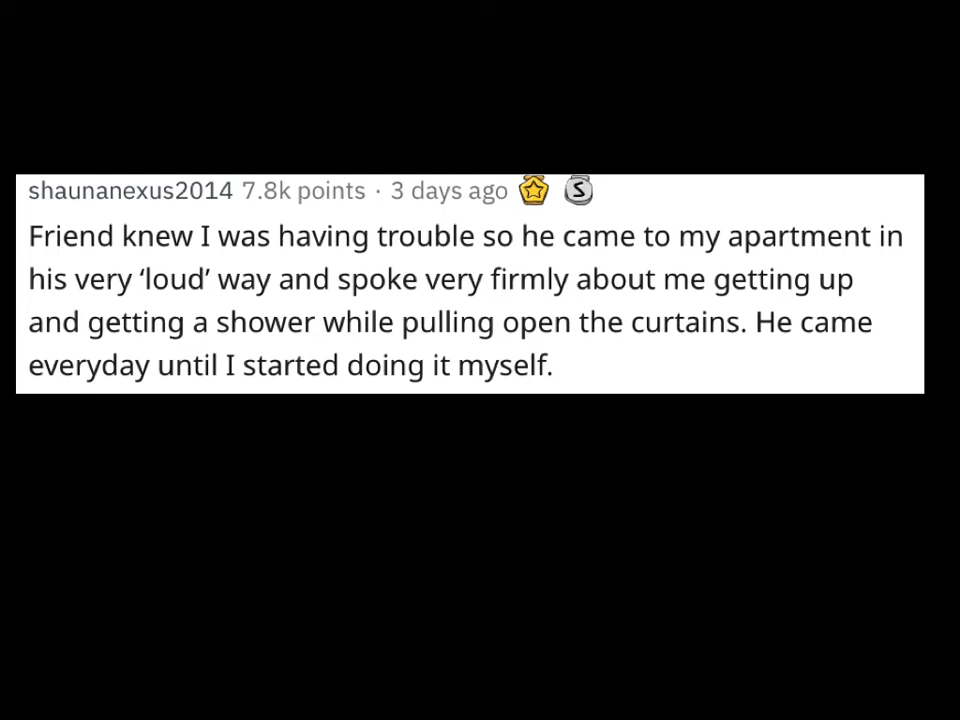 shaunanexus2014 7.8k points · 3 days ago
Friend knew I was having trouble so he came to my apartment in
his very ‘loud’ way and spoke very firmly about me getting up
and getting a shower while pulling open the curtains. He came
everyday until I started doing it myself.